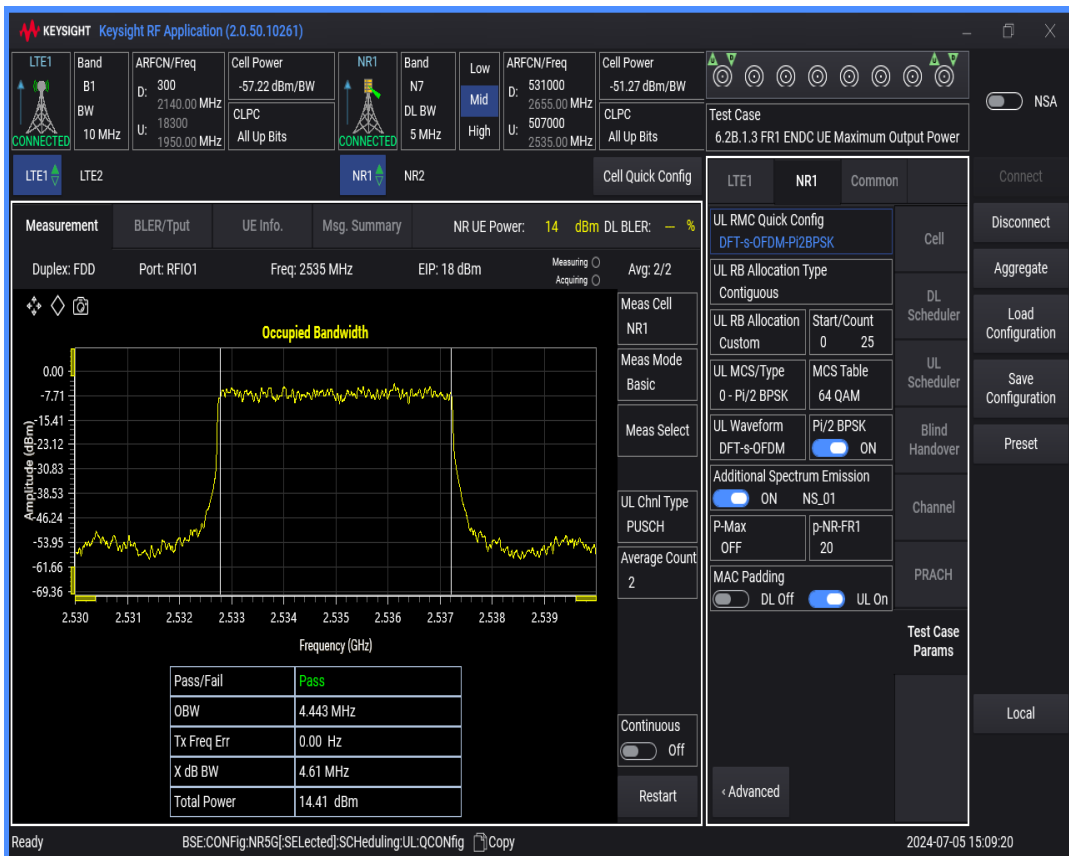 KEYSIGHT Keysight RF Application (2.0.50.10261)
LTE1
CONNECTED
Band
B1
BW
10 MHz
ARFCN/Freq
D: 300
2140.00 MHz
U: 18300
1950.00 MHz
Cell Power
-57.22 dBm/BW
CLPC
All Up Bits
NR1
CONNECTED
Band
N7
DL BW
5 MHz
Low
Mid
High
ARFCN/Freq
D: 531000
2655.00 MHz
U: 507000
2535.00 MHz
Cell Power
-51.27 dBm/BW
CLPC
All Up Bits
Test Case
6.2B.1.3 FR1 ENDC UE Maximum Output Power
NSA
LTE1 LTE2 NR1 NR2 Cell Quick Config
Measurement BLER/Tput UE Info. Msg. Summary NR UE Power: 14 dBm DL BLER: -- %
Duplex: FDD Port: RFIO1 Freq: 2535 MHz EIP: 18 dBm Measuring Avg: 2/2
Acquiring
Occupied Bandwidth
Amplitude (dBm)
0.00
-7.71
-15.41
-23.12
-30.83
-38.53
-46.24
-53.95
-61.66
-69.36
2.530 2.531 2.532 2.533 2.534 2.535 2.536 2.537 2.538 2.539
Frequency (GHz)
Pass/Fail Pass
OBW 4.443 MHz
Tx Freq Err 0.00 Hz
X dB BW 4.61 MHz
Total Power 14.41 dBm
Meas Cell
NR1
Meas Mode
Basic
Meas Select
UL Chnl Type
PUSCH
Average Count
2
Continuous
Off
Restart
LTE1 NR1 Common
UL RMC Quick Config
DFT-s-OFDM-Pi2BPSK
UL RB Allocation Type
Contiguous
UL RB Allocation Start/Count
Custom 0 25
UL MCS/Type MCS Table
0 - Pi/2 BPSK 64 QAM
UL Waveform Pi/2 BPSK
DFT-s-OFDM ON
Additional Spectrum Emission
ON NS_01
P-Max p-NR-FR1
OFF 20
MAC Padding
DL Off UL On
‹ Advanced
Cell
DL
Scheduler
UL
Scheduler
Blind
Handover
Channel
PRACH
Test Case
Params
Connect
Disconnect
Aggregate
Load
Configuration
Save
Configuration
Preset
Local
Ready BSE:CONFig:NR5G[:SELected]:SCHeduling:UL:QCONfig Copy 2024-07-05 15:09:20